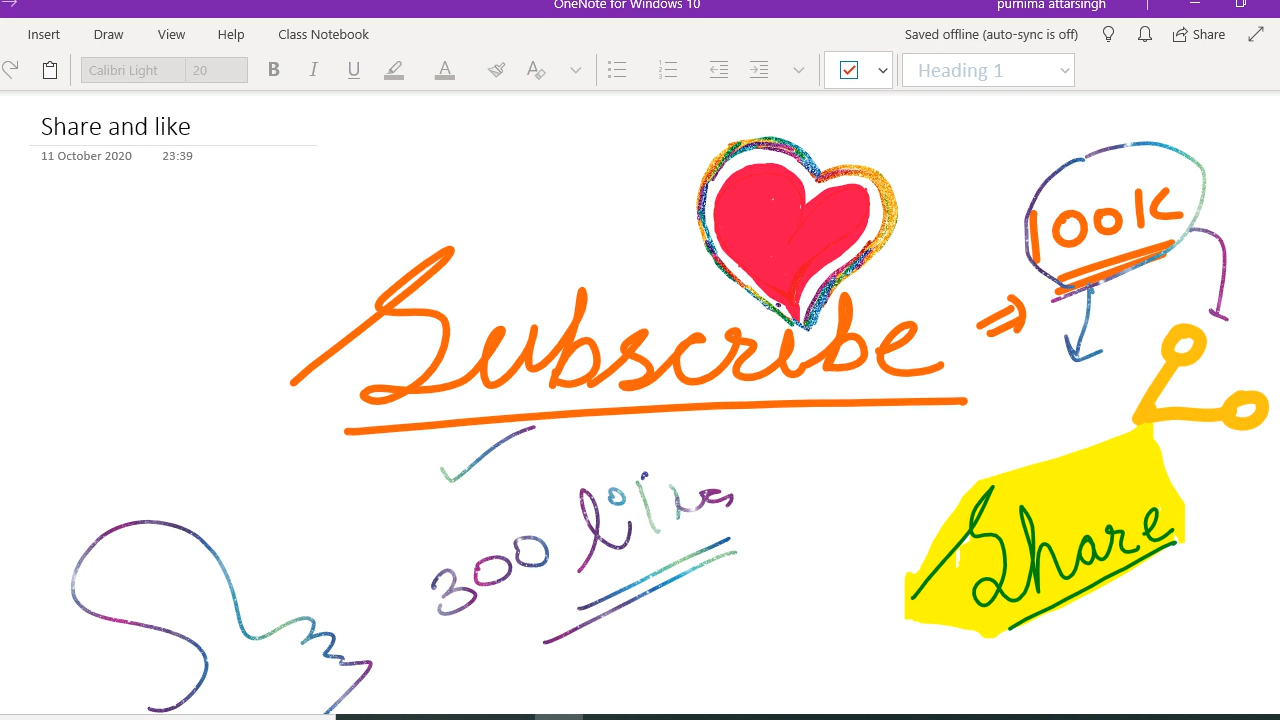 OneNote for Windows 10
purnima attarsingh
Insert Draw View Help Class Notebook
Saved offline (auto-sync is off) Share
Calibri Light 20 B I U A A Heading 1
Share and like
11 October 2020 23:39
100K
Subscribe ⇒
300 likes
Share